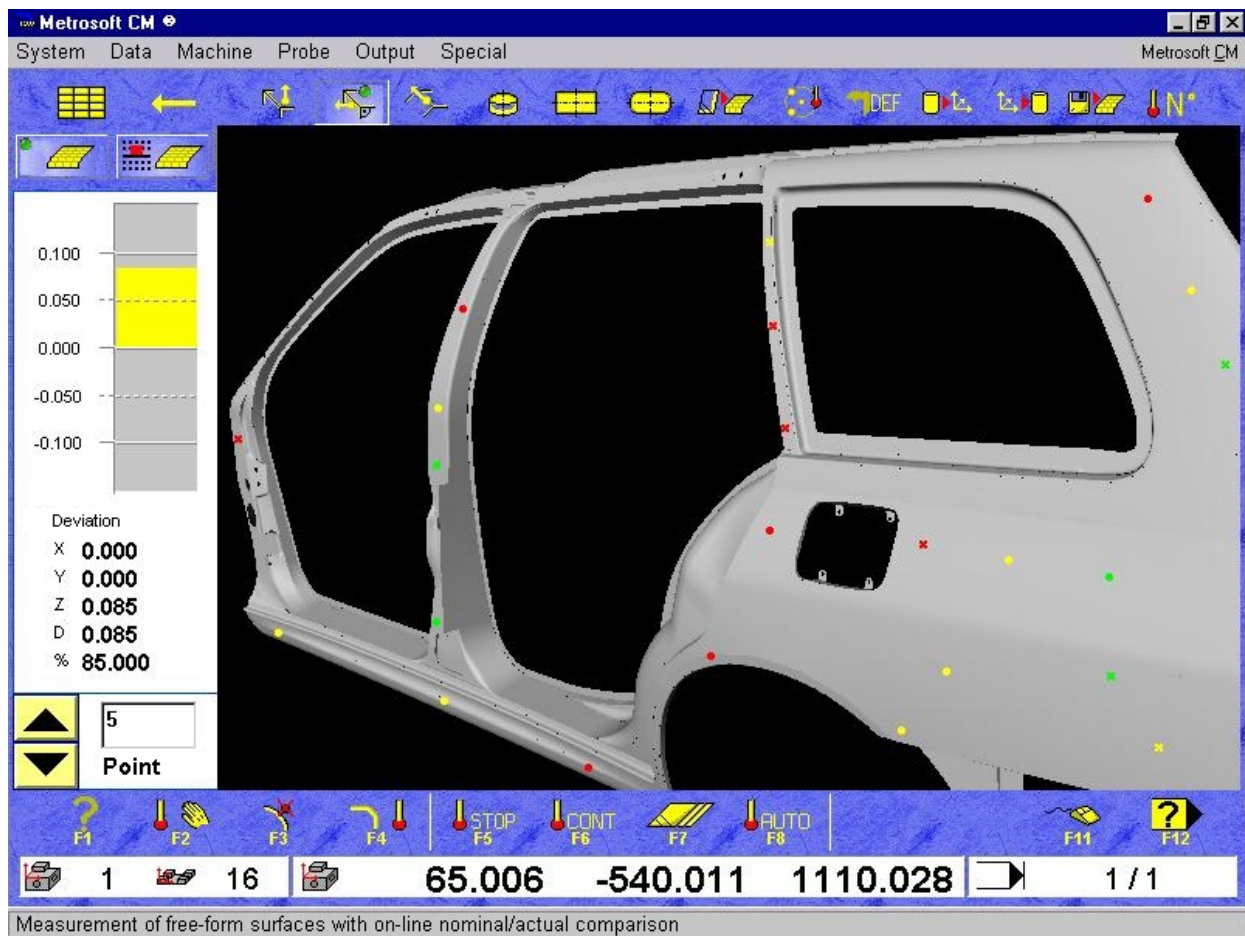 Metrosoft CM ®
System Data Machine Probe Output Special Metrosoft CM
DEF N°
0.100
0.050
0.000
-0.050
-0.100
Deviation
X 0.000
Y 0.000
Z 0.085
D 0.085
% 85.000
5
Point
STOP CONT AUTO
? F1 F2 F3 F4 F5 F6 F7 F8 F11 ? F12
1 16 65.006 -540.011 1110.028 1 / 1
Measurement of free-form surfaces with on-line nominal/actual comparison